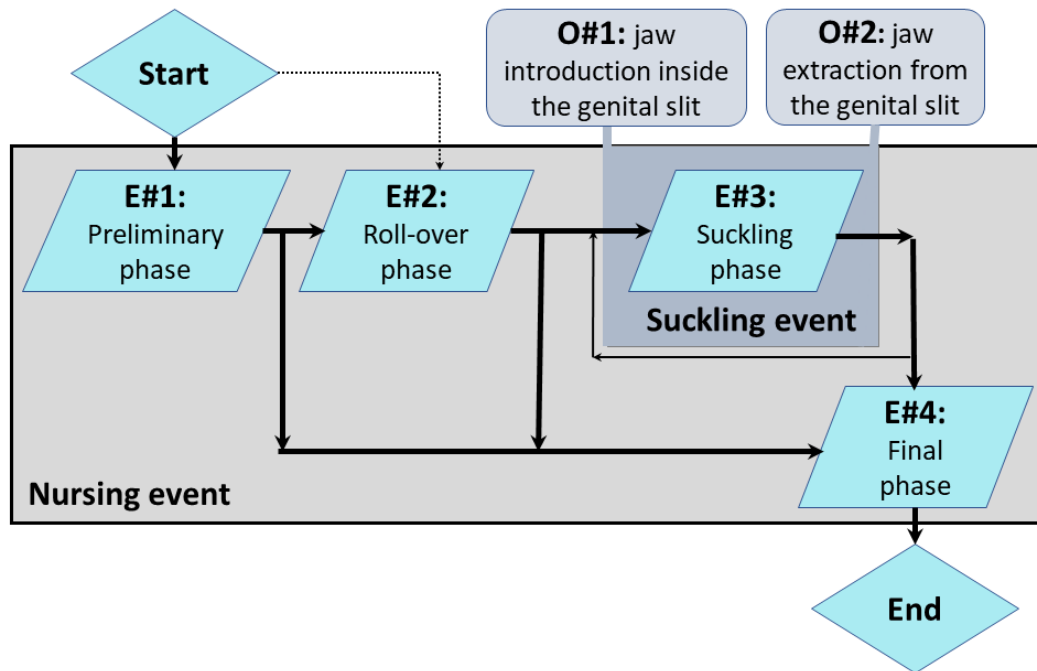 Start
O#1: jaw
introduction inside
the genital slit
O#2: jaw
extraction from
the genital slit
E#1:
Preliminary
phase
E#2:
Roll-over
phase
E#3:
Suckling
phase
Suckling event
E#4:
Final
phase
Nursing event
End